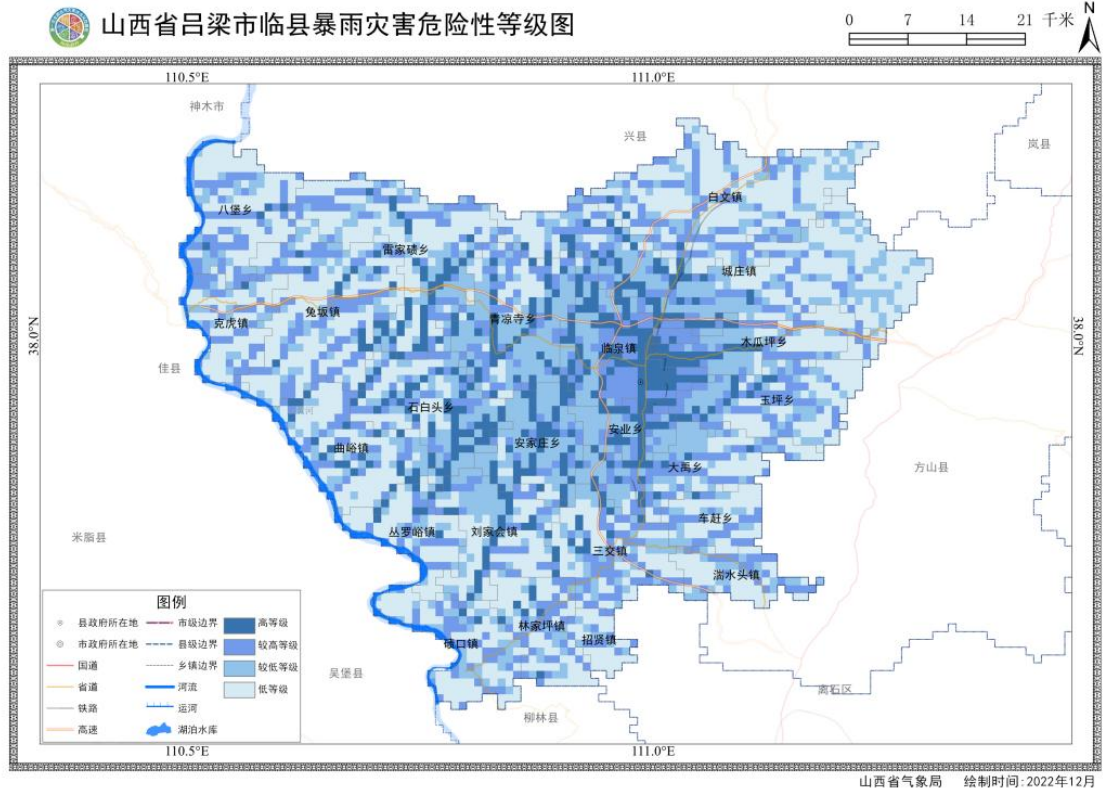 山西省吕梁市临县暴雨灾害危险性等级图
0 7 14 21 千米
N
110.5°E 111.0°E
神木市
兴县
岚县
白文镇
八堡乡
雷家碛乡
城庄镇
兔坂镇
克虎镇
青凉寺乡
38.0°N
38.0°N
木瓜坪乡
临泉镇
佳县
玉坪乡
石白头乡
安业乡
安家庄乡
曲峪镇
大禹乡
方山县
车赶乡
丛罗峪镇
刘家会镇
米脂县
三交镇
湍水头镇
林家坪镇
招贤镇
碛口镇
吴堡县
离石区
柳林县
图例
县政府所在地 市级边界 高等级
市政府所在地 县级边界 较高等级
国道 乡镇边界 较低等级
省道 河流 低等级
铁路 运河
高速 湖泊水库
110.5°E 111.0°E
山西省气象局 绘制时间:2022年12月